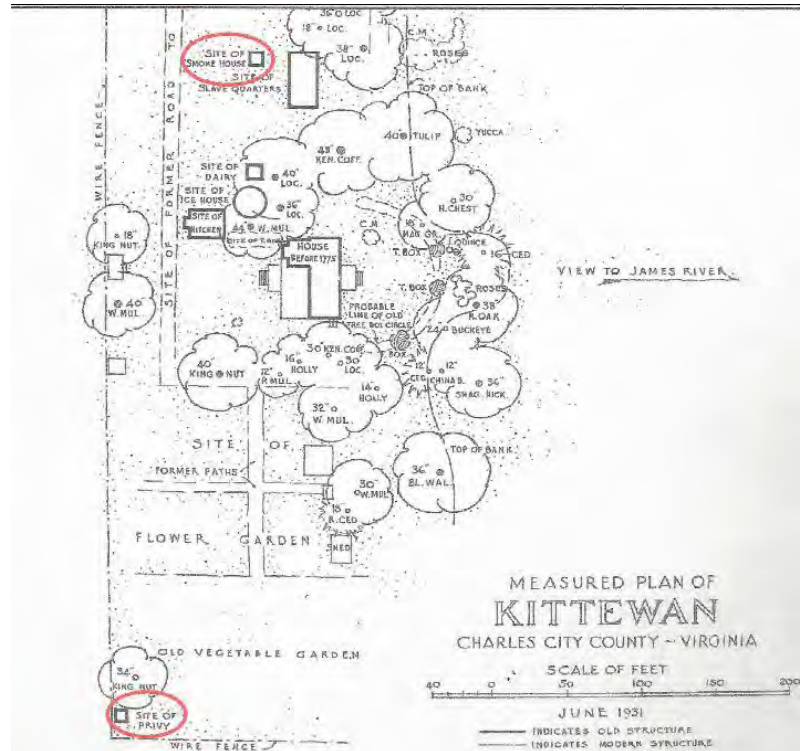 36" LOC.
18" LOC.
38" LOC.
C.M.
ROSES
SITE OF
SMOKE HOUSE
SITE OF
SLAVE QUARTERS
TOP OF BANK
WIRE FENCE
SITE OF FORMER ROAD TO
40" TULIP
YUCCA
48" KEN. COFF.
SITE OF
DAIRY
40" LOC.
SITE OF
ICE HOUSE
36" LOC.
30" H. CHEST.
SITE OF
KITCHEN
44" W. MUL.
18" KING NUT
HOUSE
BEFORE 1775
C.M.
MAG. GR.
T. BOX
QUINCE
16" CED.
VIEW TO JAMES RIVER.
T. BOX
ROSES
40" W. MUL.
PROBABLE
LINE OF OLD
TREE BOX CIRCLE
38" R. OAK
24" BUCKEYE
BOX
40" KING NUT
12" P. MUL.
16" HOLLY
30" KEN. COFF.
30" LOC.
14" HOLLY
12" CED.
12" CHINA B.
34" SHAG. HICK.
32" W. MUL.
SITE OF
FORMER PATHS
TOP OF BANK
36" BL. WAL.
30" W. MUL.
18" R. CED.
FLOWER GARDEN
SHED
MEASURED PLAN OF
KITTEWAN
CHARLES CITY COUNTY ~ VIRGINIA
OLD VEGETABLE GARDEN
34" KING NUT
SCALE OF FEET
40 0 50 100 150 200
SITE OF
PRIVY
JUNE 1931
INDICATES OLD STRUCTURE
INDICATES MODERN STRUCTURE
WIRE FENCE